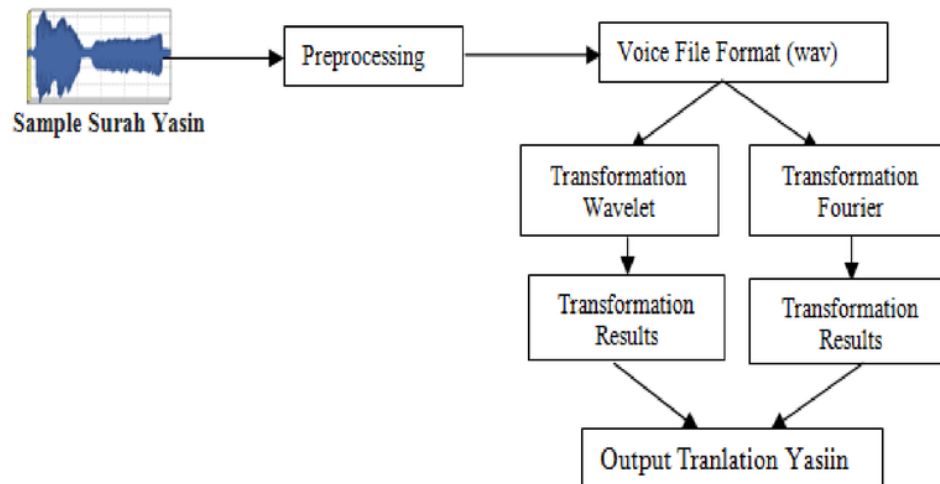 Sample Surah Yasin
Preprocessing
Voice File Format (wav)
Transformation
Wavelet
Transformation
Fourier
Transformation
Results
Transformation
Results
Output Tranlation Yasiin